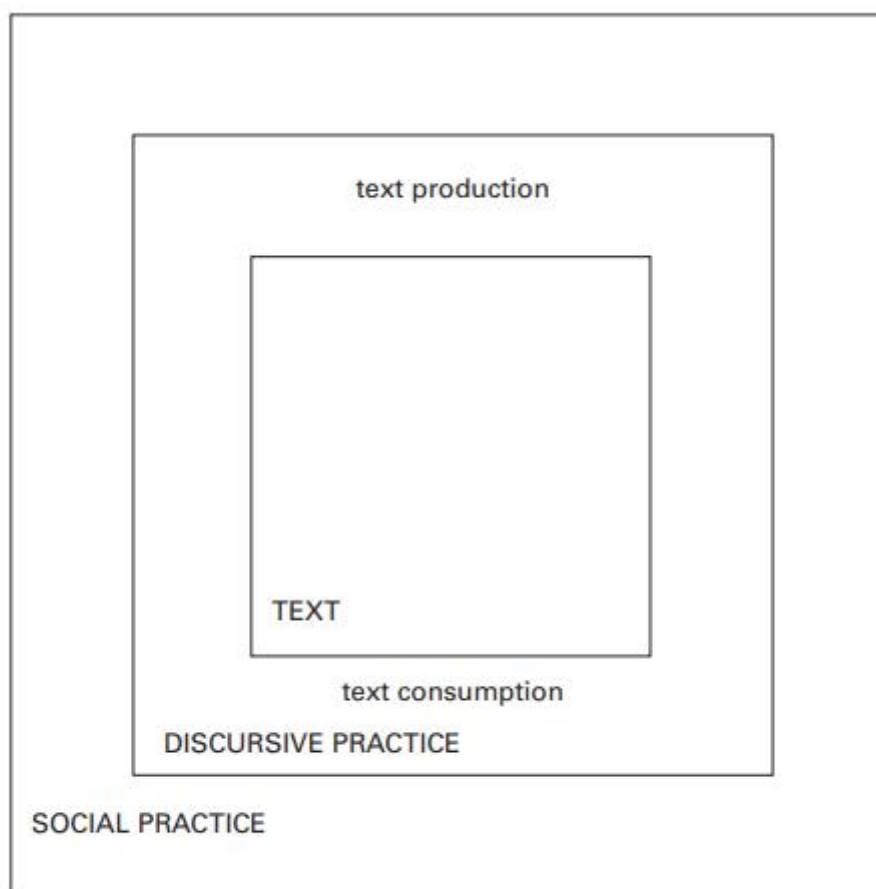 text production
TEXT
text consumption
DISCURSIVE PRACTICE
SOCIAL PRACTICE